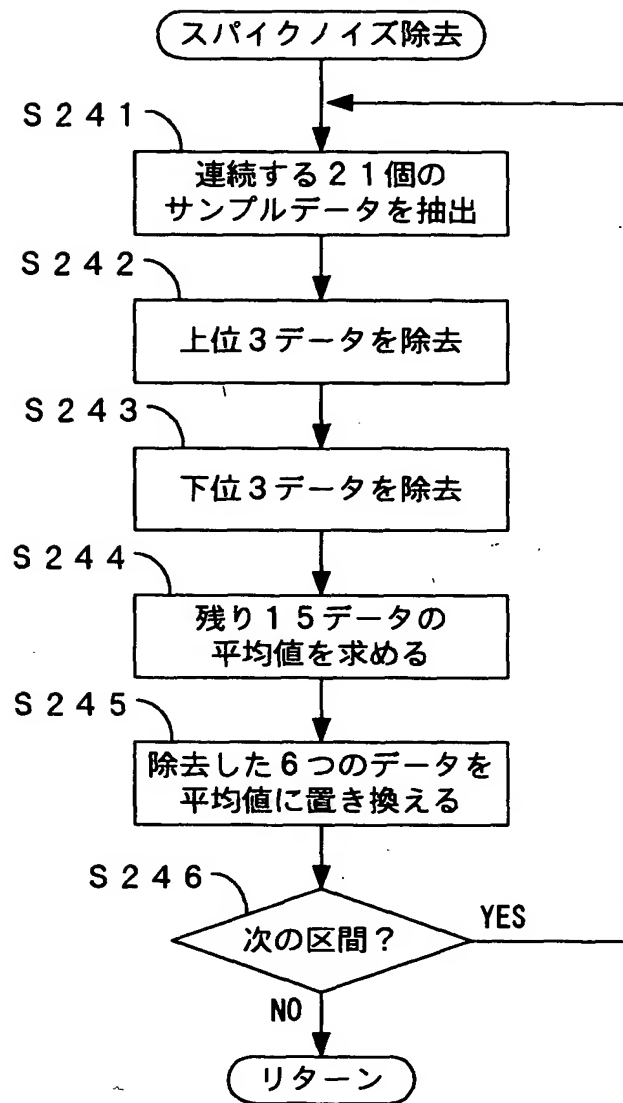 スパイクノイズ除去
S241
連続する21個の
サンプルデータを抽出
S242
上位3データを除去
S243
下位3データを除去
S244
残り15データの
平均値を求める
S245
除去した6つのデータを
平均値に置き換える
S246
次の区間?
YES
NO
リターン